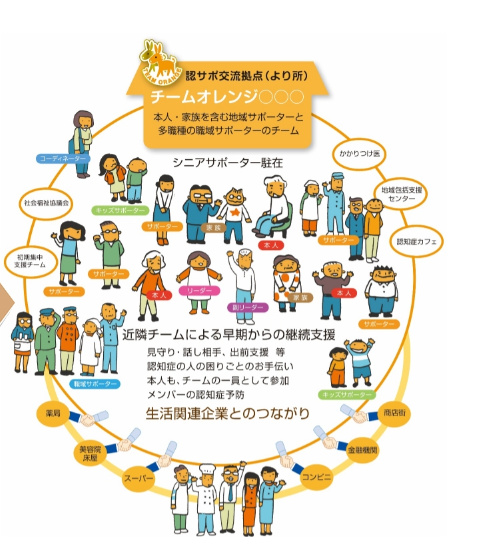 TEAM ORANGE
認サポ交流拠点（より所）
チームオレンジ○○○
本人・家族を含む地域サポーターと
多職種の職域サポーターのチーム
シニアサポーター駐在
コーディネーター
かかりつけ医
地域包括支援
センター
社会福祉協議会
キッズサポーター
サポーター
家族
本人
サポーター
認知症カフェ
初期集中
支援チーム
サポーター
サポーター
本人
リーダー
副リーダー
家族
本人
サポーター
近隣チームによる早期からの継続支援
見守り・話し相手、出前支援 等
認知症の人の困りごとのお手伝い
本人も、チームの一員として参加
メンバーの認知症予防
職域サポーター
キッズサポーター
生活関連企業とのつながり
薬局
商店街
美容院
床屋
金融機関
スーパー
コンビニ